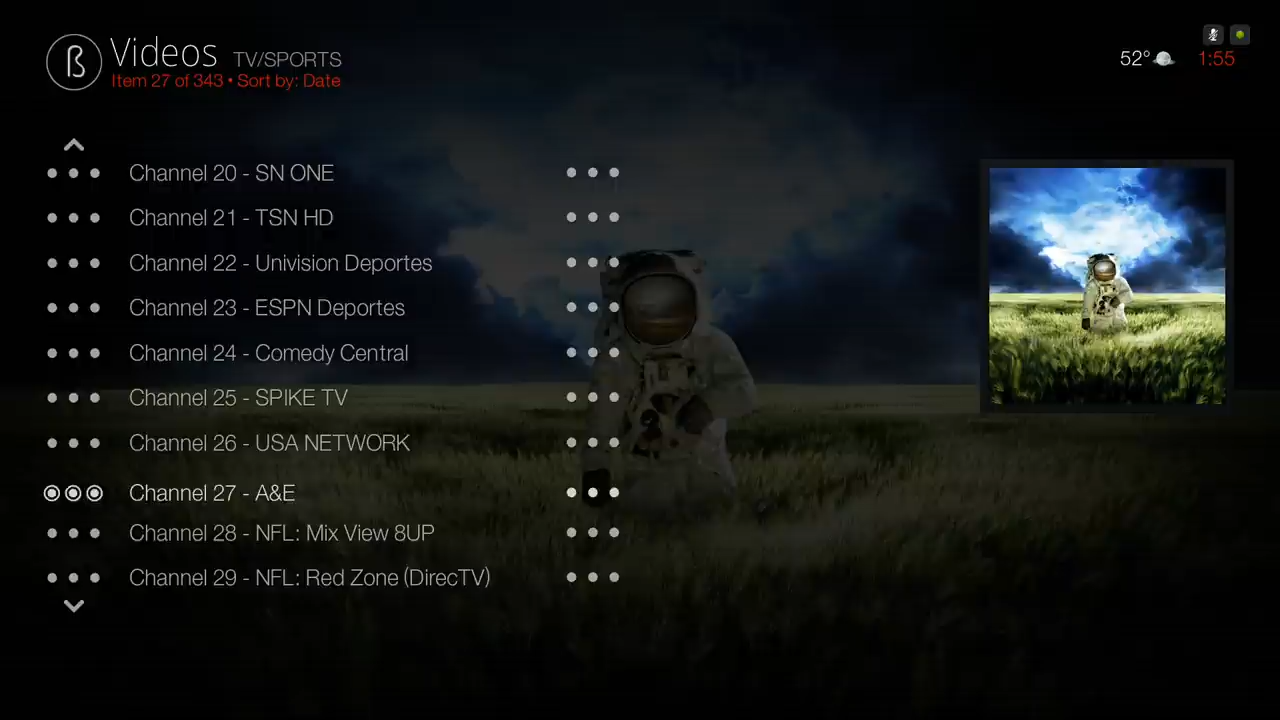 ß
Videos TV/SPORTS
Item 27 of 343 • Sort by: Date
52° 1:55
Channel 20 - SN ONE
Channel 21 - TSN HD
Channel 22 - Univision Deportes
Channel 23 - ESPN Deportes
Channel 24 - Comedy Central
Channel 25 - SPIKE TV
Channel 26 - USA NETWORK
Channel 27 - A&E
Channel 28 - NFL: Mix View 8UP
Channel 29 - NFL: Red Zone (DirecTV)